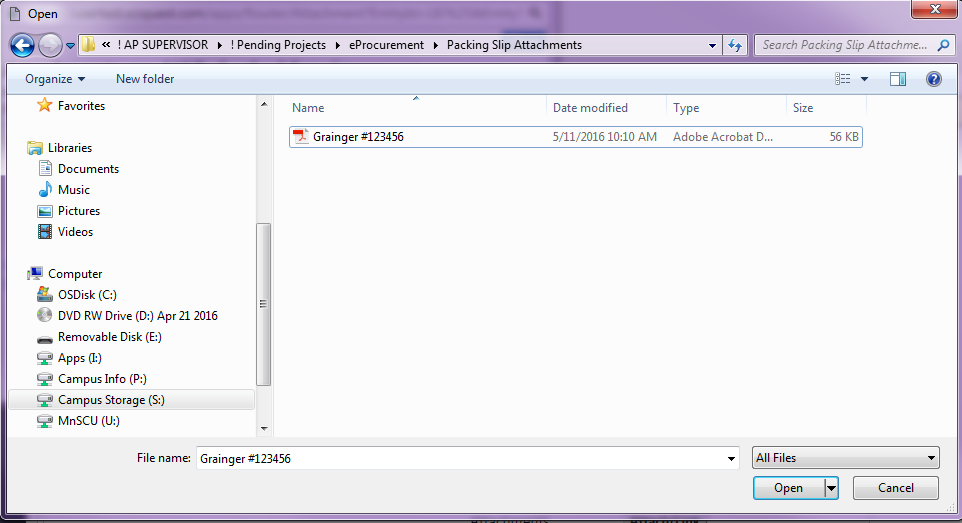 Open
« ! AP SUPERVISOR ! Pending Projects eProcurement Packing Slip Attachments Search Packing Slip Attachme...
Organize New folder
Favorites
Libraries
Documents
Music
Pictures
Videos
Computer
OSDisk (C:)
DVD RW Drive (D:) Apr 21 2016
Removable Disk (E:)
Apps (I:)
Campus Info (P:)
Campus Storage (S:)
MnSCU (U:)
Name Date modified Type Size
Grainger #123456 5/11/2016 10:10 AM Adobe Acrobat D... 56 KB
File name: Grainger #123456 All Files
Open Cancel